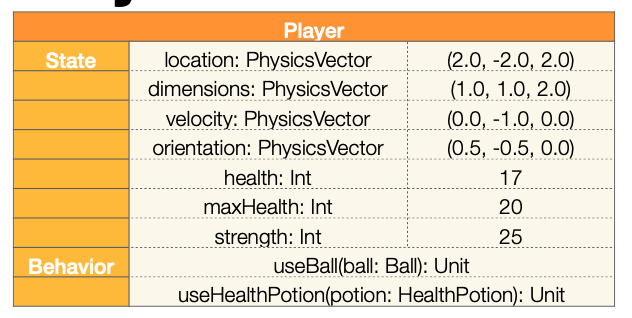 Player
State location: PhysicsVector (2.0, -2.0, 2.0)
dimensions: PhysicsVector (1.0, 1.0, 2.0)
velocity: PhysicsVector (0.0, -1.0, 0.0)
orientation: PhysicsVector (0.5, -0.5, 0.0)
health: Int 17
maxHealth: Int 20
strength: Int 25
Behavior useBall(ball: Ball): Unit
useHealthPotion(potion: HealthPotion): Unit